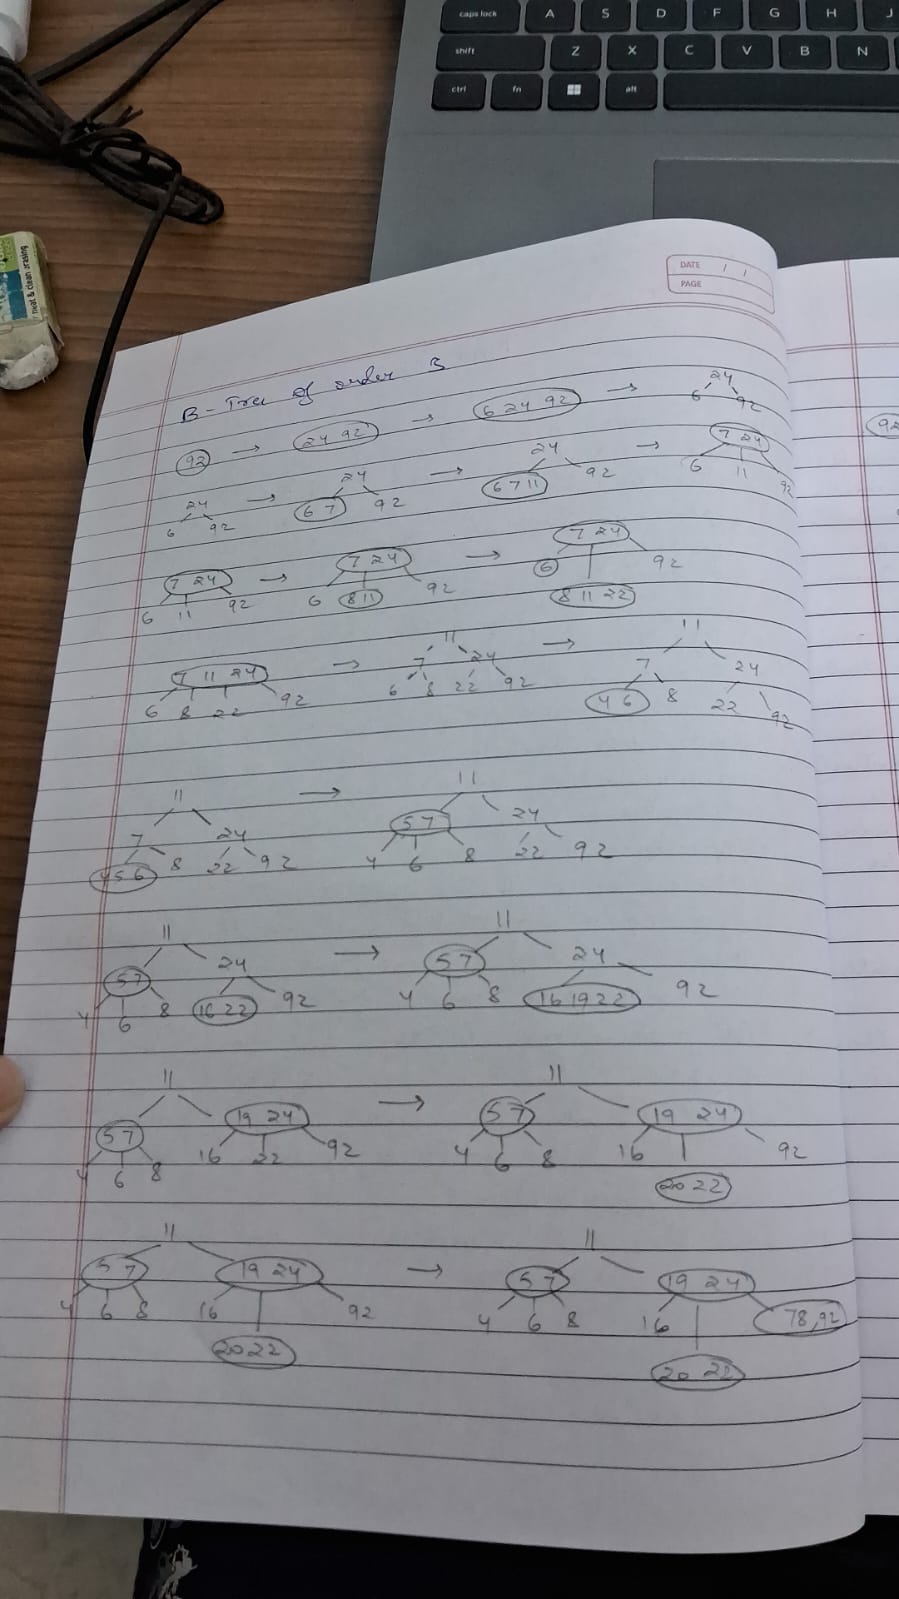 caps lock A S D F G H J
shift Z X C V B N
ctrl fn alt
heat & clean erasing
DATE / /
PAGE
B-Tree of order 3
92 → 24 92 → 6 24 92 → 24
6 92
24 → 24 → 24 → 7 24
6 92 6 7 92 6 7 11 92 6 11 92
7 24 → 7 24 → 7 24
6 11 92 6 8 11 92 6 8 11 22 92
7 11 24 → 11 → 11
7 24 7 24
6 8 22 92 6 8 22 92 4 6 8 22 92
11 → 11
7 24 5 7 24
4 5 6 8 22 92 4 6 8 22 92
11 → 11
5 7 24 5 7 24
4 6 8 16 22 92 4 6 8 16 19 22 92
11 → 11
5 7 19 24 5 7 19 24
4 6 8 16 22 92 4 6 8 16 20 22 92
11 → 11
5 7 19 24 5 7 19 24
4 6 8 16 92 4 6 8 16 78, 92
20 22 20 22
92